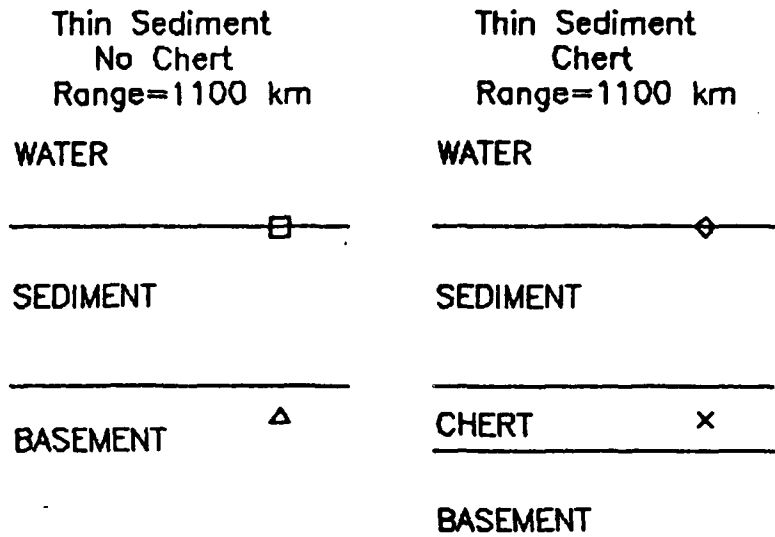 Thin Sediment
No Chert
Range=1100 km
WATER
SEDIMENT
BASEMENT
Thin Sediment
Chert
Range=1100 km
WATER
SEDIMENT
CHERT
BASEMENT